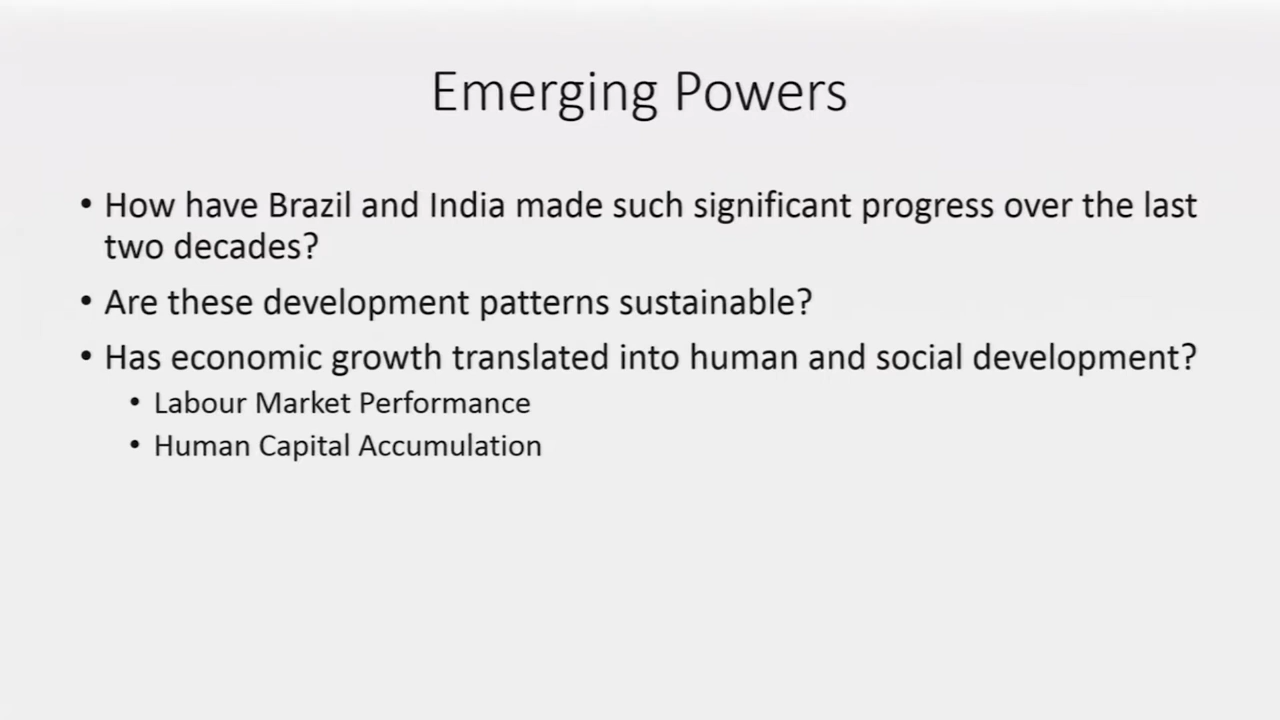 Emerging Powers
• How have Brazil and India made such significant progress over the last
two decades?
• Are these development patterns sustainable?
• Has economic growth translated into human and social development?
• Labour Market Performance
• Human Capital Accumulation